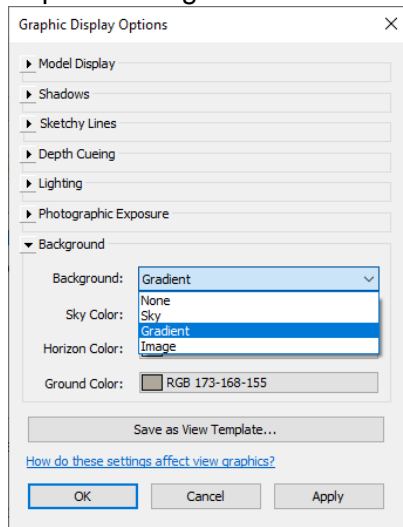 Graphic Display Options
Model Display
Shadows
Sketchy Lines
Depth Cueing
Lighting
Photographic Exposure
Background
Background: Gradient
None
Sky Color: Sky
Gradient
Horizon Color: Image
Ground Color: RGB 173-168-155
Save as View Template...
How do these settings affect view graphics?
OK Cancel Apply